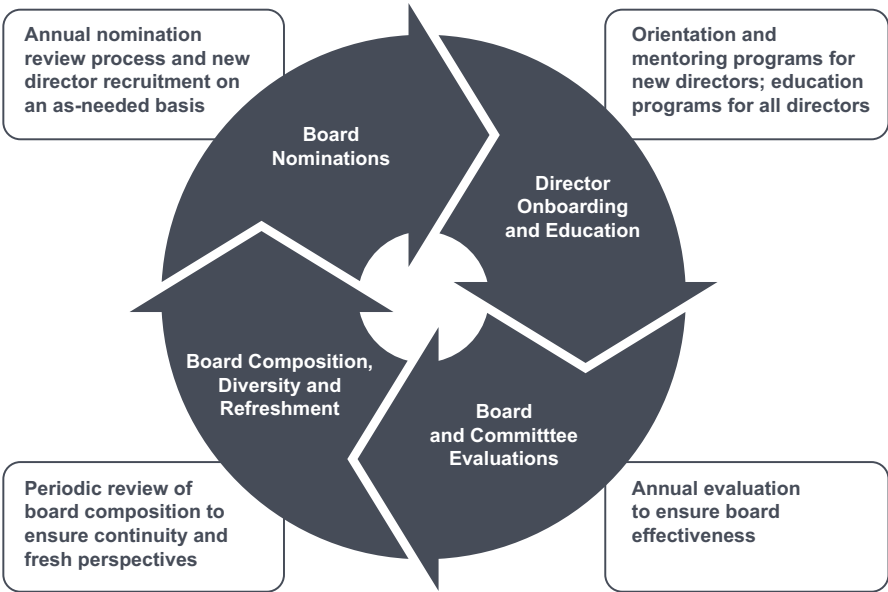 Annual nomination
review process and new
director recruitment on
an as-needed basis
Orientation and
mentoring programs for
new directors; education
programs for all directors
Board
Nominations
Director
Onboarding
and Education
Board Composition,
Diversity and
Refreshment
Board
and Committtee
Evaluations
Periodic review of
board composition to
ensure continuity and
fresh perspectives
Annual evaluation
to ensure board
effectiveness